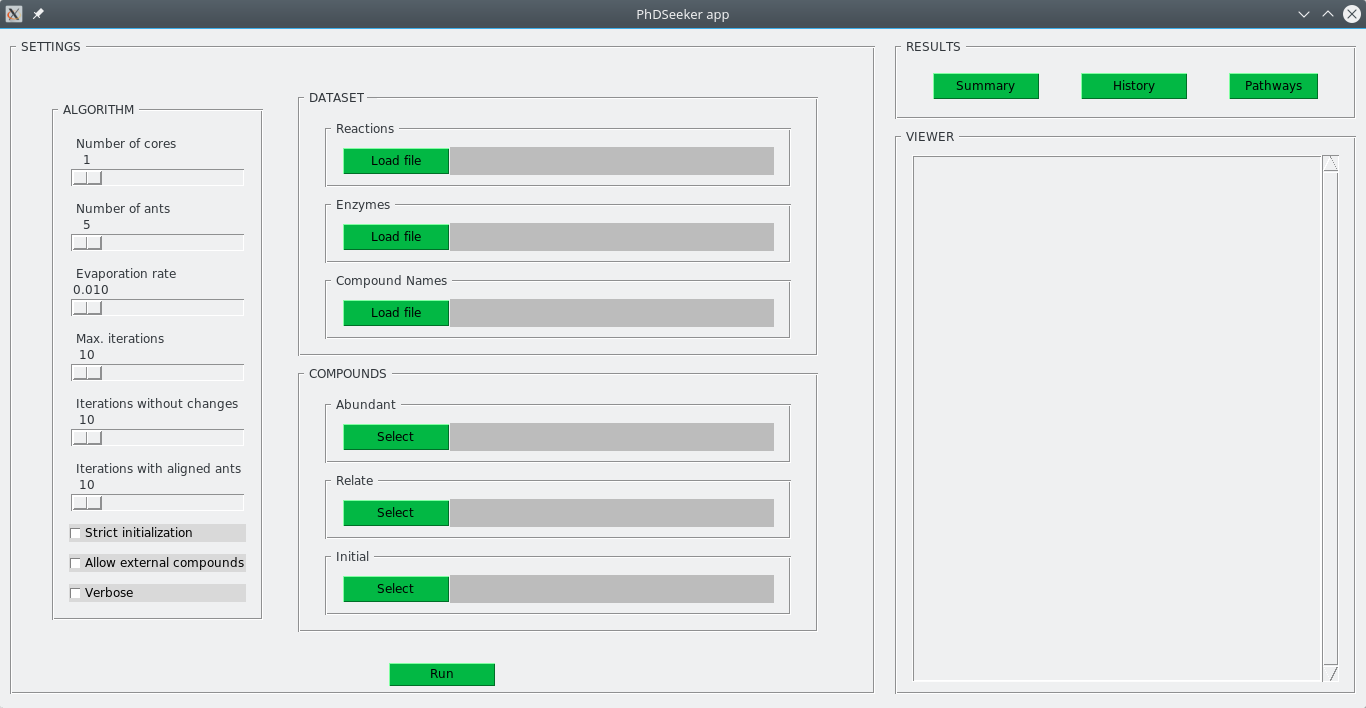 PhDSeeker app
SETTINGS
ALGORITHM
Number of cores
1
Number of ants
5
Evaporation rate
0.010
Max. iterations
10
Iterations without changes
10
Iterations with aligned ants
10
Strict initialization
Allow external compounds
Verbose
DATASET
Reactions
Load file
Enzymes
Load file
Compound Names
Load file
COMPOUNDS
Abundant
Select
Relate
Select
Initial
Select
Run
RESULTS
Summary History Pathways
VIEWER